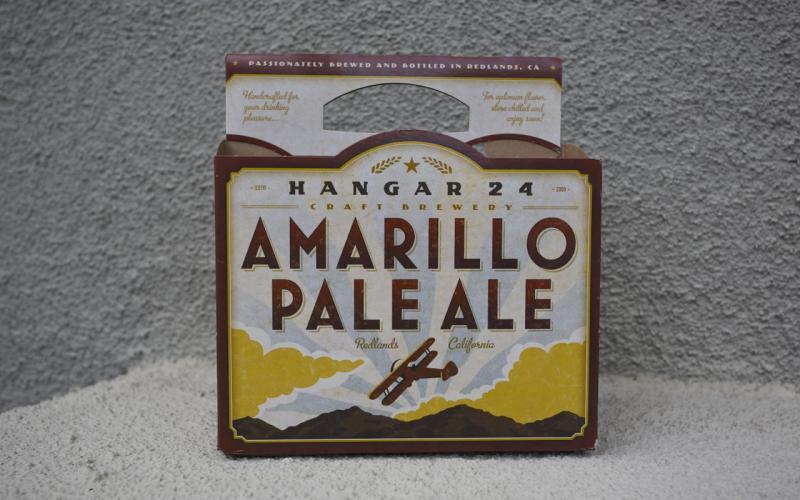 PASSIONATELY BREWED AND BOTTLED IN REDLANDS, CA
Handcrafted for
your drinking
pleasure...
For optimum flavor,
store chilled and
enjoy soon!
HANGAR 24
CRAFT BREWERY
AMARILLO
PALE ALE
Redlands California